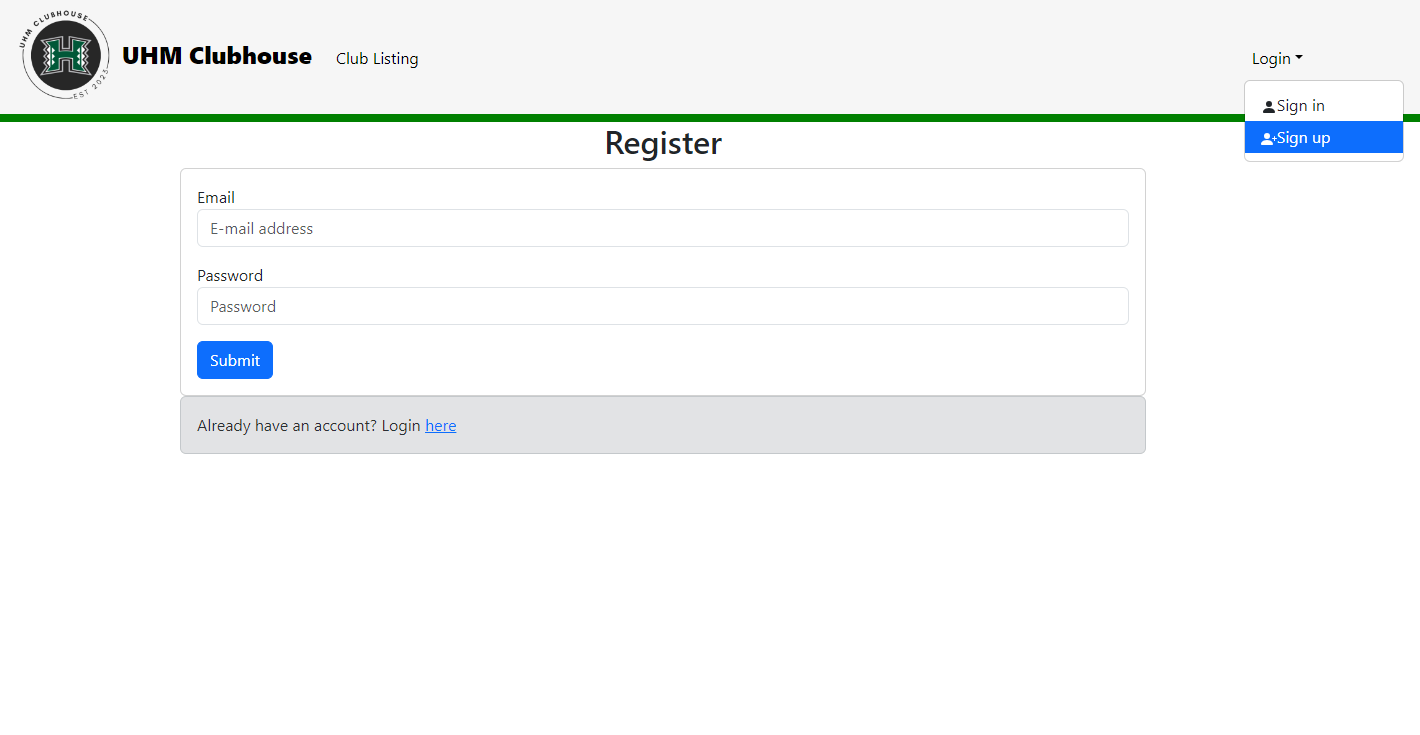 UHM CLUBHOUSE
H
EST 2023
UHM Clubhouse
Club Listing
Login
Sign in
Sign up
Register
Email
E-mail address
Password
Password
Submit
Already have an account? Login here